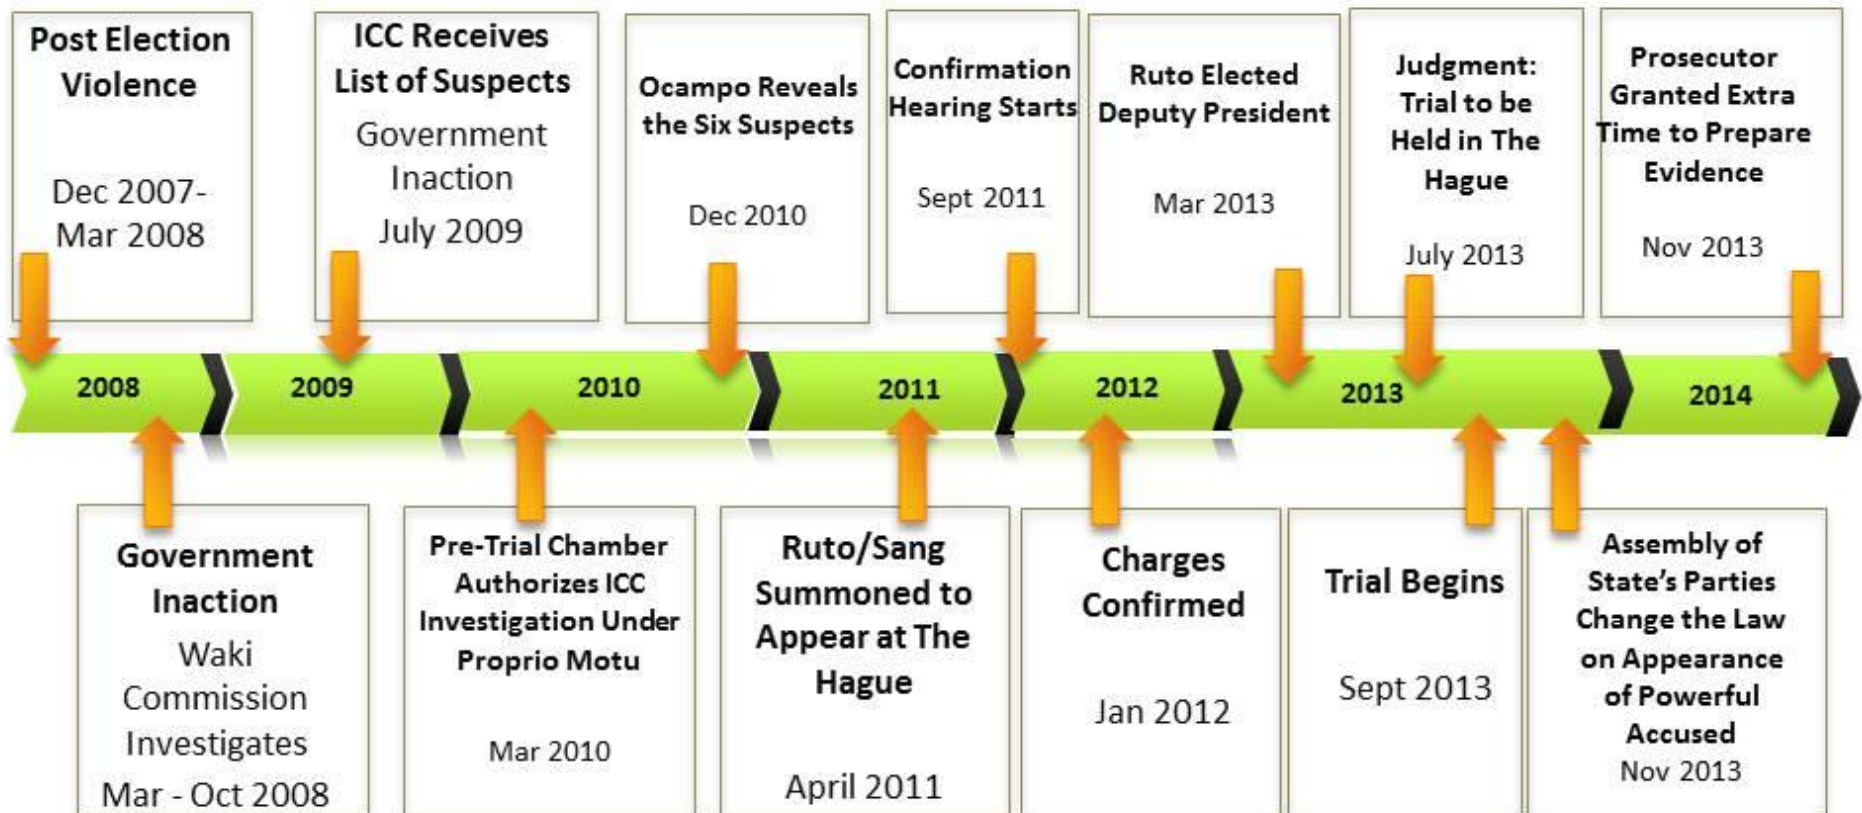 Post Election
Violence
Dec 2007-
Mar 2008
ICC Receives
List of Suspects
Government
Inaction
July 2009
Ocampo Reveals
the Six Suspects
Dec 2010
Confirmation
Hearing Starts
Sept 2011
Ruto Elected
Deputy President
Mar 2013
Judgment:
Trial to be
Held in The
Hague
July 2013
Prosecutor
Granted Extra
Time to Prepare
Evidence
Nov 2013
2008
2009
2010
2011
2012
2013
2014
Government
Inaction
Waki
Commission
Investigates
Mar - Oct 2008
Pre-Trial Chamber
Authorizes ICC
Investigation Under
Proprio Motu
Mar 2010
Ruto/Sang
Summoned to
Appear at The
Hague
April 2011
Charges
Confirmed
Jan 2012
Trial Begins
Sept 2013
Assembly of
State's Parties
Change the Law
on Appearance
of Powerful
Accused
Nov 2013